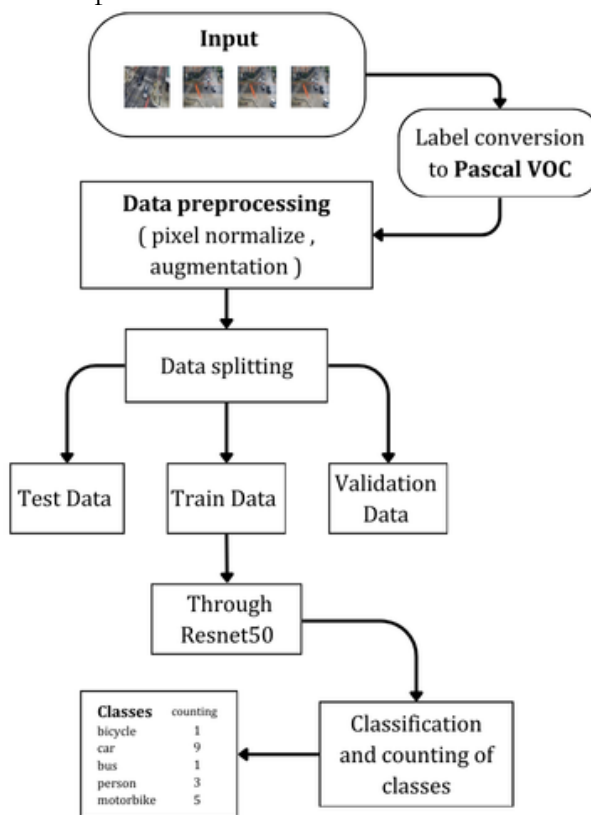 Input
Label conversion
to Pascal VOC
Data preprocessing
( pixel normalize ,
augmentation )
Data splitting
Test Data
Train Data
Validation
Data
Through
Resnet50
Classification
and counting of
classes
Classes counting
bicycle 1
car 9
bus 1
person 3
motorbike 5